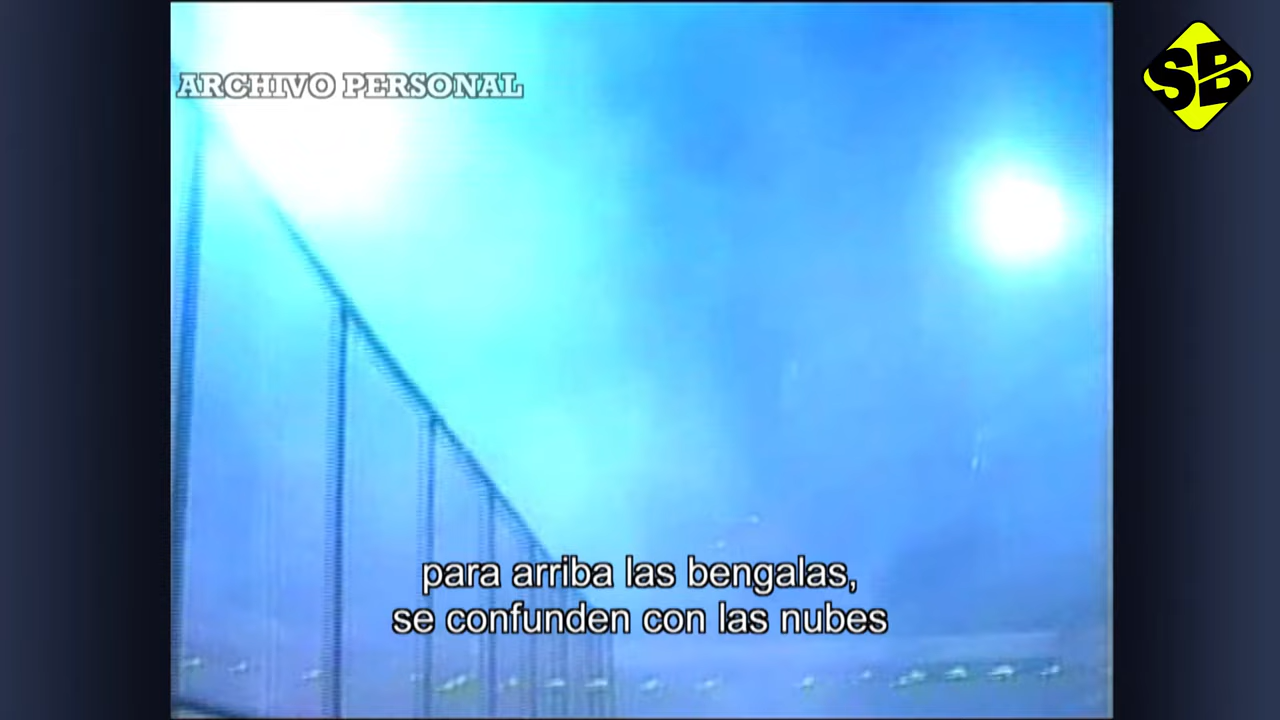 ARCHIVO PERSONAL
SB
para arriba las bengalas,
se confunden con las nubes